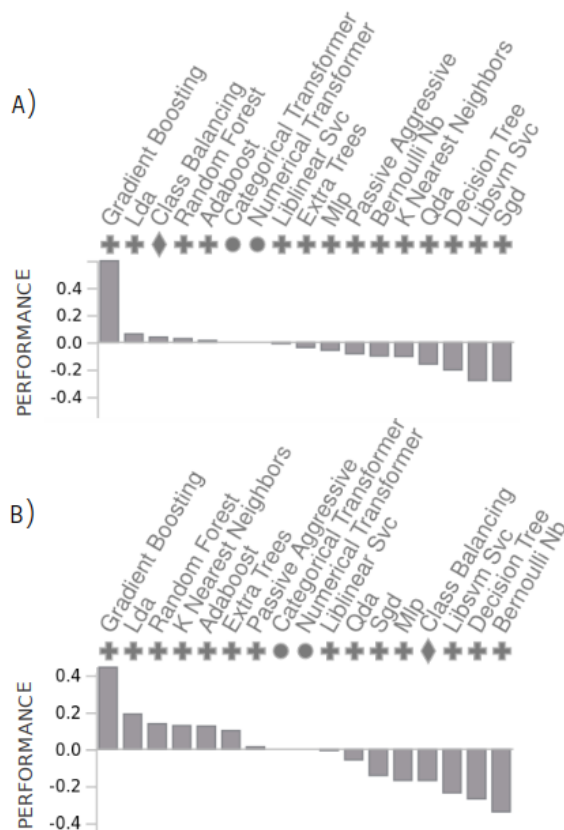 A)
Gradient Boosting
Lda
Class Balancing
Random Forest
Adaboost
Categorical Transformer
Numerical Transformer
Liblinear Svc
Extra Trees
Mlp
Passive Aggressive
Bernoulli Nb
K Nearest Neighbors
Qda
Decision Tree
Libsvm Svc
Sgd
PERFORMANCE
0.4
0.2
0.0
-0.2
-0.4
B)
Gradient Boosting
Lda
Random Forest
K Nearest Neighbors
Adaboost
Extra Trees
Passive Aggressive
Categorical Transformer
Numerical Transformer
Liblinear Svc
Qda
Sgd
Mlp
Class Balancing
Libsvm Svc
Decision Tree
Bernoulli Nb
PERFORMANCE
0.4
0.2
0.0
-0.2
-0.4